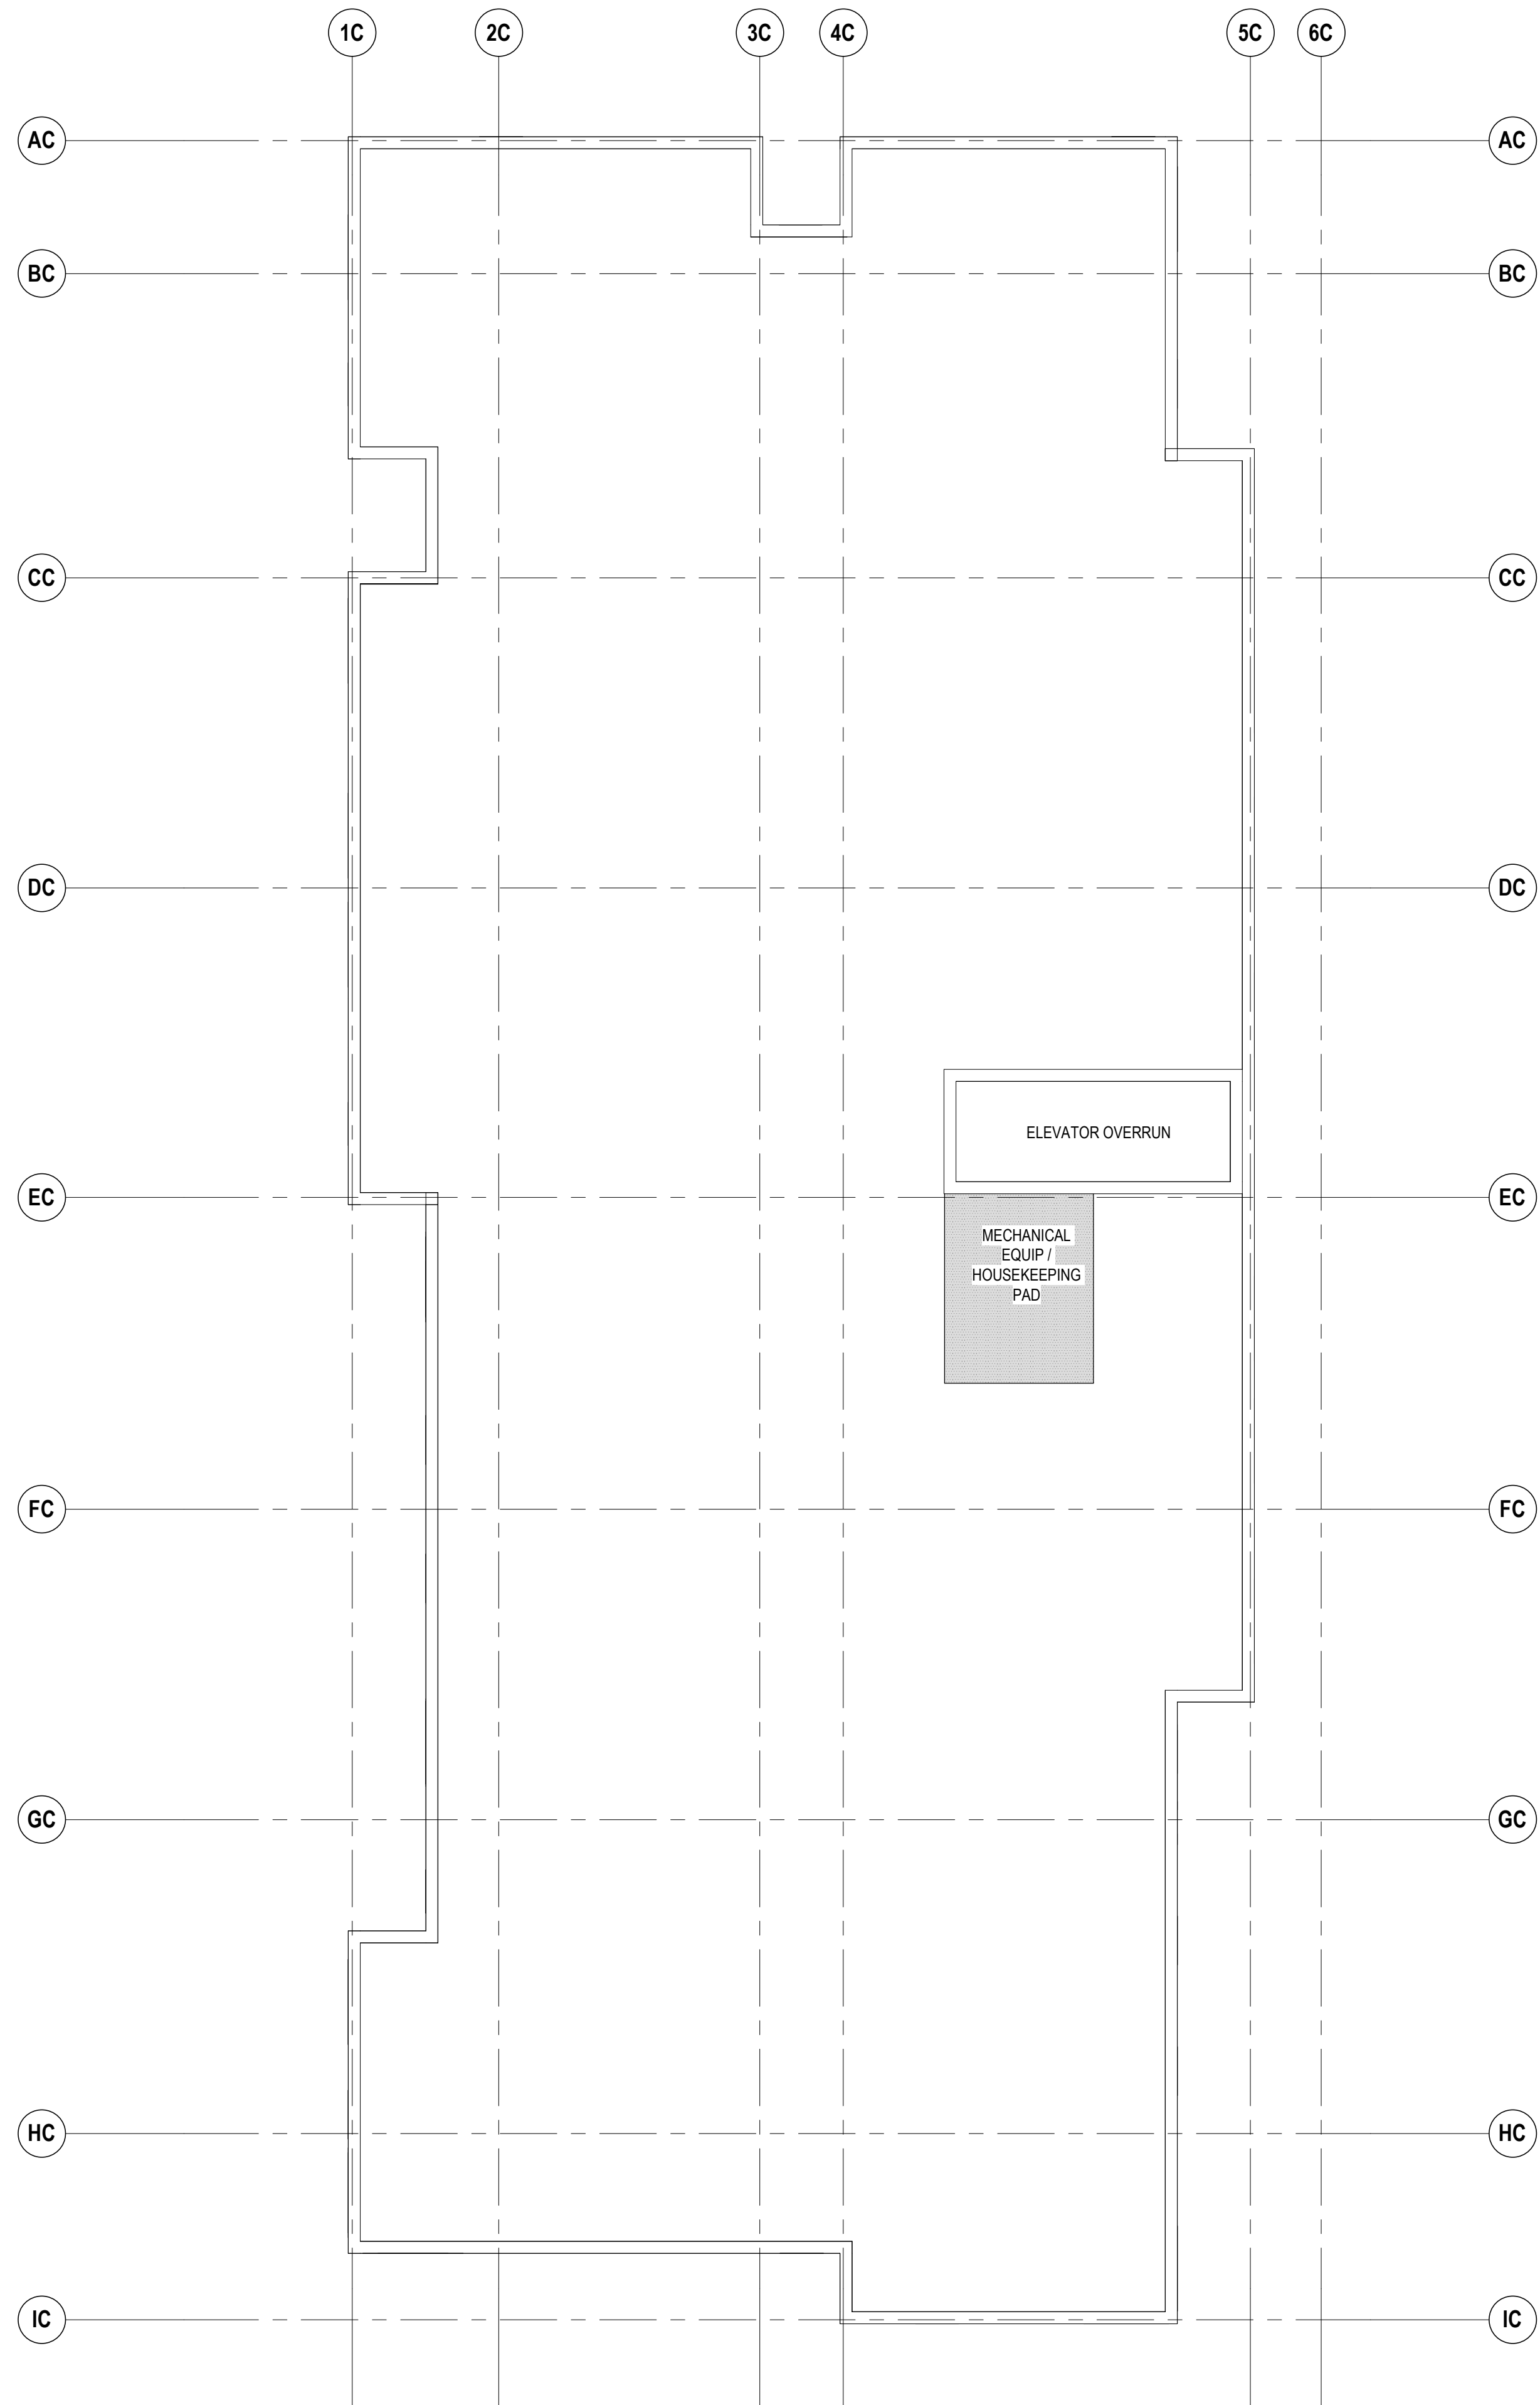 1C 2C 3C 4C 5C 6C
AC AC
BC BC
CC CC
DC DC
ELEVATOR OVERRUN
EC EC
MECHANICAL
EQUIP /
HOUSEKEEPING
PAD
FC FC
GC GC
HC HC
IC IC